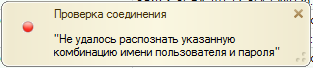 Проверка соединения
"Не удалось распознать указанную
комбинацию имени пользователя и пароля"